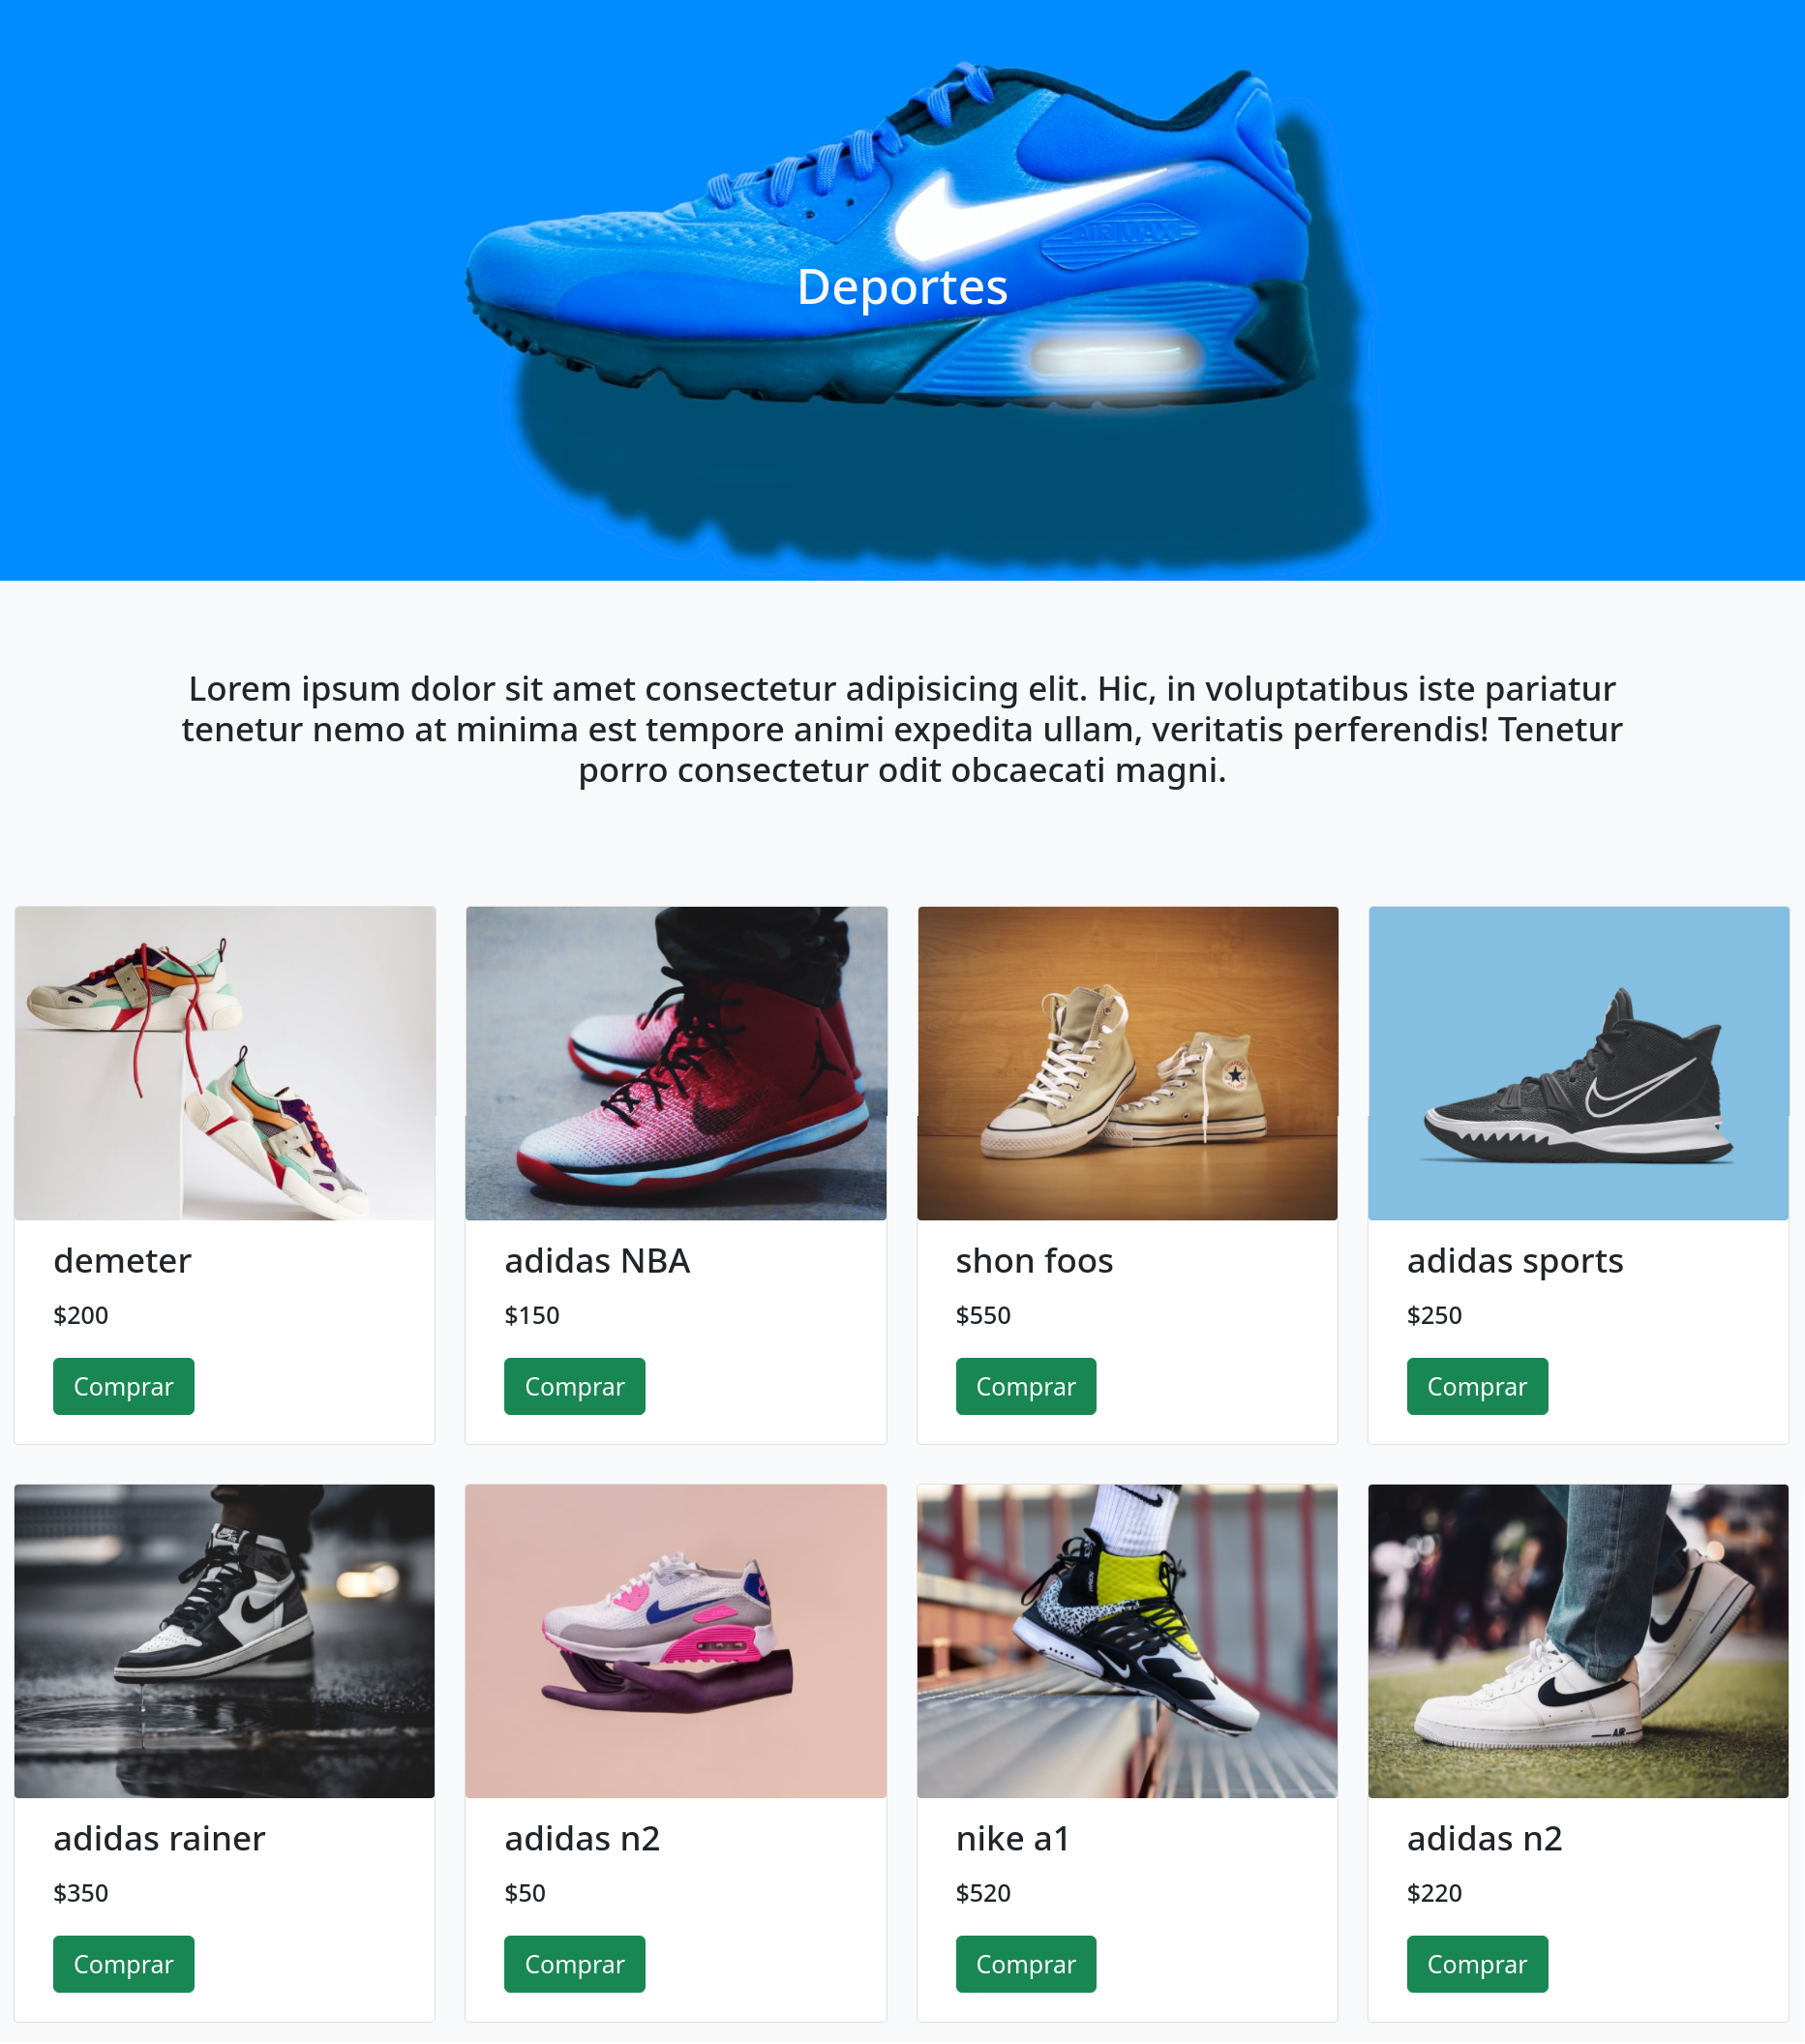 AIR MAX
Deportes
Lorem ipsum dolor sit amet consectetur adipisicing elit. Hic, in voluptatibus iste pariatur
tenetur nemo at minima est tempore animi expedita ullam, veritatis perferendis! Tenetur
porro consectetur odit obcaecati magni.
demeter
$200
Comprar
adidas NBA
$150
Comprar
shon foos
$550
Comprar
adidas sports
$250
Comprar
adidas rainer
$350
Comprar
adidas n2
$50
Comprar
nike a1
$520
Comprar
AIR
adidas n2
$220
Comprar